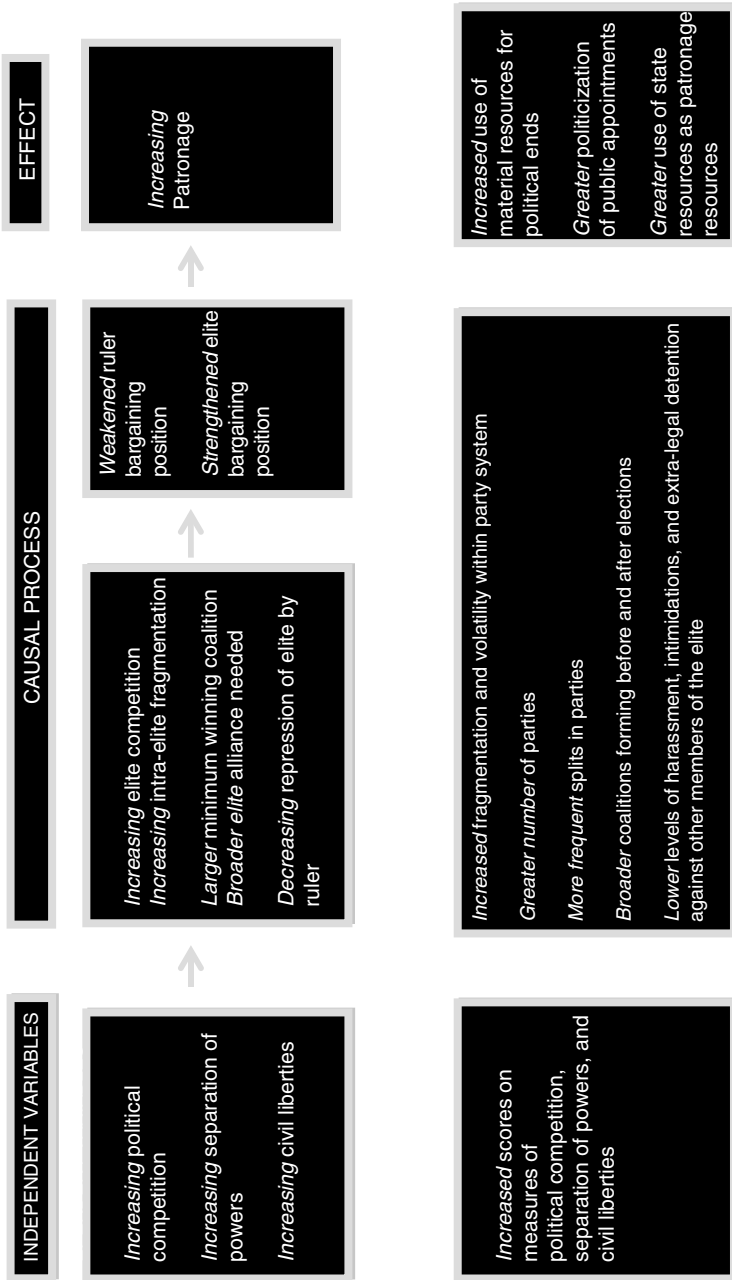 INDEPENDENT VARIABLES
CAUSAL PROCESS
EFFECT
Increasing political
competition
Increasing separation of
powers
Increasing civil liberties
Increasing elite competition
Increasing intra-elite fragmentation
Larger minimum winning coalition
Broader elite alliance needed
Decreasing repression of elite by
ruler
Weakened ruler
bargaining
position
Strengthened elite
bargaining
position
Increasing
Patronage
Increased scores on
measures of
political competition,
separation of powers, and
civil liberties
Increased fragmentation and volatility within party system
Greater number of parties
More frequent splits in parties
Broader coalitions forming before and after elections
Lower levels of harassment, intimidations, and extra-legal detention
against other members of the elite
Increased use of
material resources for
political ends
Greater politicization
of public appointments
Greater use of state
resources as patronage
resources